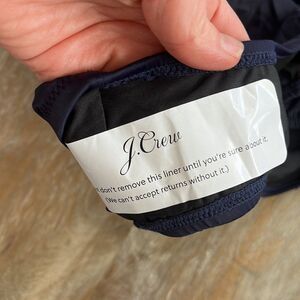 J.Crew
don't remove this liner until you're sure about it.
(We can't accept returns without it.)